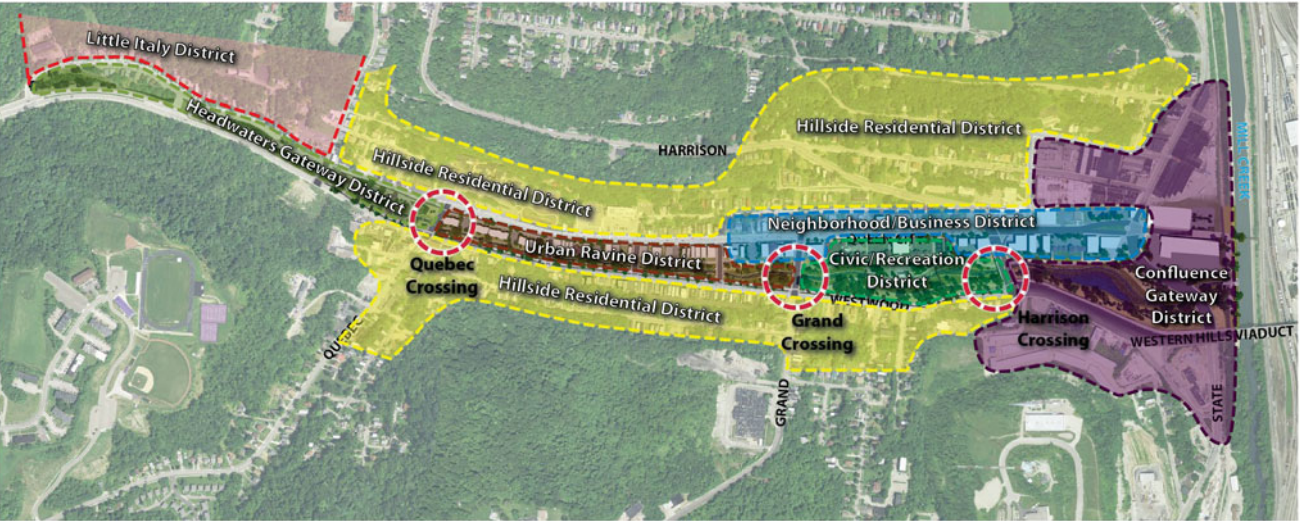 Little Italy District
Headwaters Gateway District
Hillside Residential District
HARRISON
Hillside Residential District
MILL CREEK
Neighborhood/Business District
Urban Ravine District
Civic/Recreation
District
Quebec
Crossing
Hillside Residential District
WESTWOOD
Grand
Crossing
Harrison
Crossing
Confluence
Gateway
District
WESTERN HILLS VIADUCT
GRAND
STATE